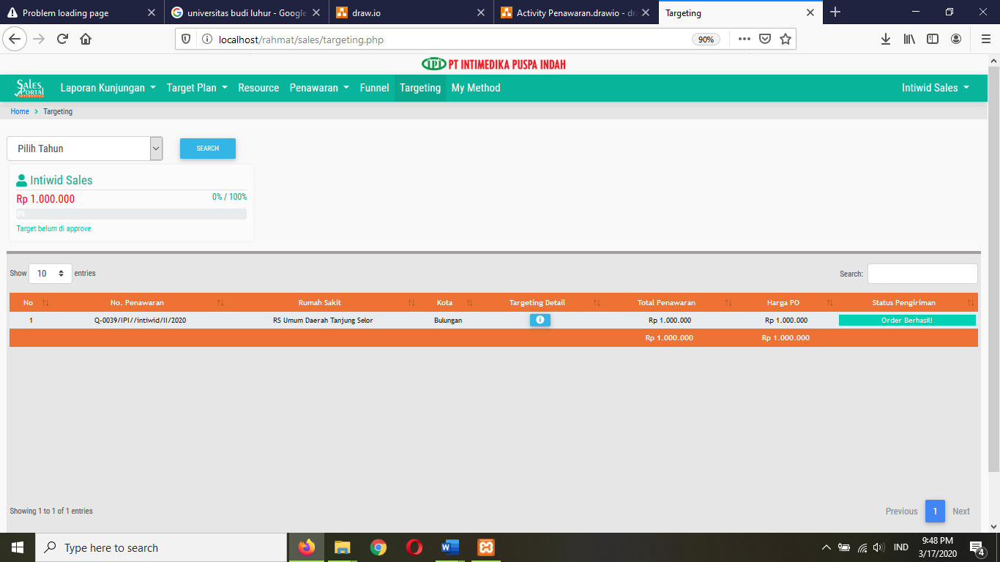 Problem loading page
universitas budi luhur - Google
draw.io
Activity Penawaran.drawio - dra
Targeting
localhost/rahmat/sales/targeting.php
90%
IPI PT INTIMEDIKA PUSPA INDAH
SALES PORTAL
Laporan Kunjungan
Target Plan
Resource
Penawaran
Funnel
Targeting
My Method
Intiwid Sales
Home
Targeting
Pilih Tahun
SEARCH
Intiwid Sales
Rp 1.000.000
0% / 100%
0%
Target belum di approve
Show 10 entries
Search:
No No. Penawaran Rumah Sakit Kota Targeting Detail Total Penawaran Harga PO Status Pengiriman
1 Q-0039/IPI//intiwid/II/2020 RS Umum Daerah Tanjung Selor Bulungan Rp 1.000.000 Rp 1.000.000 Order Berhasil!
Rp 1.000.000 Rp 1.000.000
Showing 1 to 1 of 1 entries
Previous 1 Next
Type here to search
IND
9:48 PM
3/17/2020
4